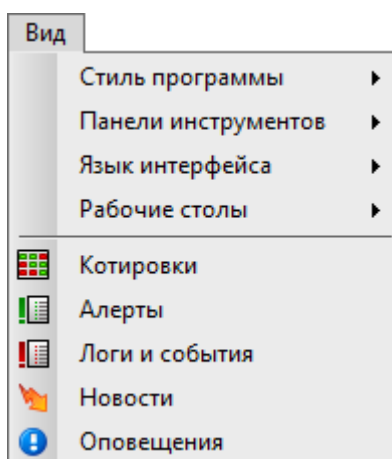 Вид
Стиль программы
Панели инструментов
Язык интерфейса
Рабочие столы
Котировки
Алерты
Логи и события
Новости
Оповещения